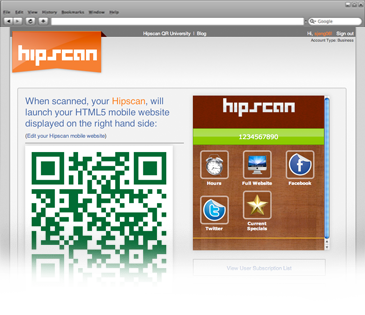 File Edit View History Bookmarks Window Help
Google
Hipscan QR University | Blog
Hi,
Sign out
Account Type: Business
hipscan
When scanned, your Hipscan, will
launch your HTML5 mobile website
displayed on the right hand side:
(Edit your Hipscan mobile website)
hipscan
1234567890
Hours
Full Website
Facebook
Twitter
Current
Specials
View User Subscription List